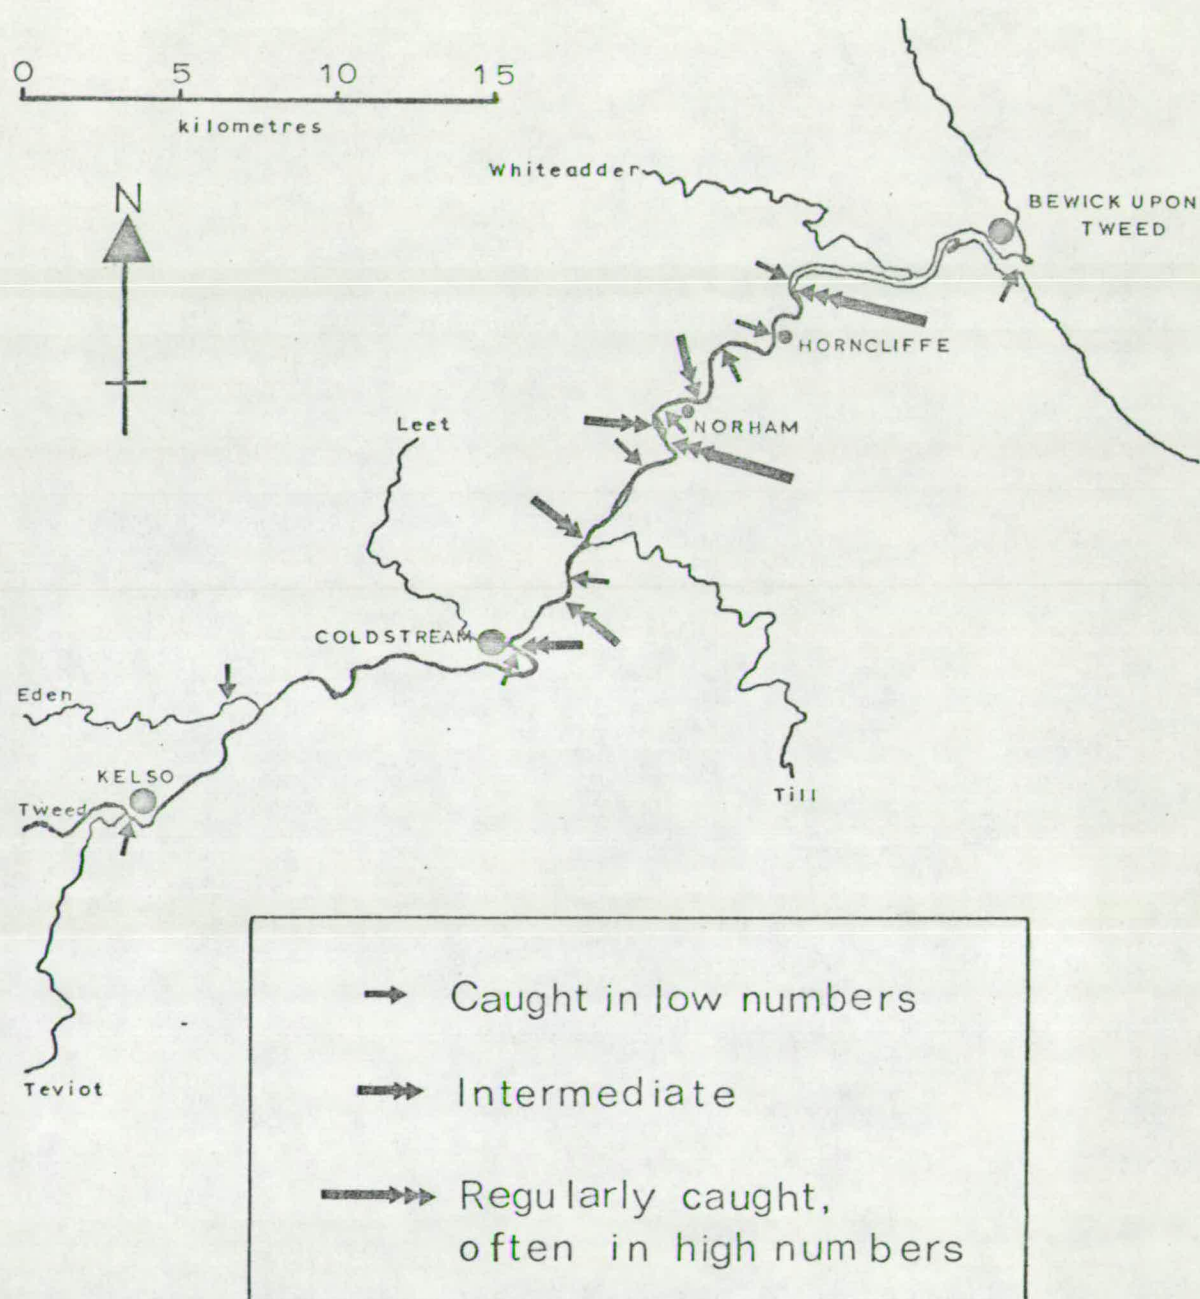 0 5 10 15
kilometres
Whiteadder
N
BEWICK UPON
TWEED
HORNCLIFFE
Leet
NORHAM
COLDSTREAM
Eden
KELSO
Tweed
Till
Teviot
Caught in low numbers
Intermediate
Regularly caught,
often in high numbers